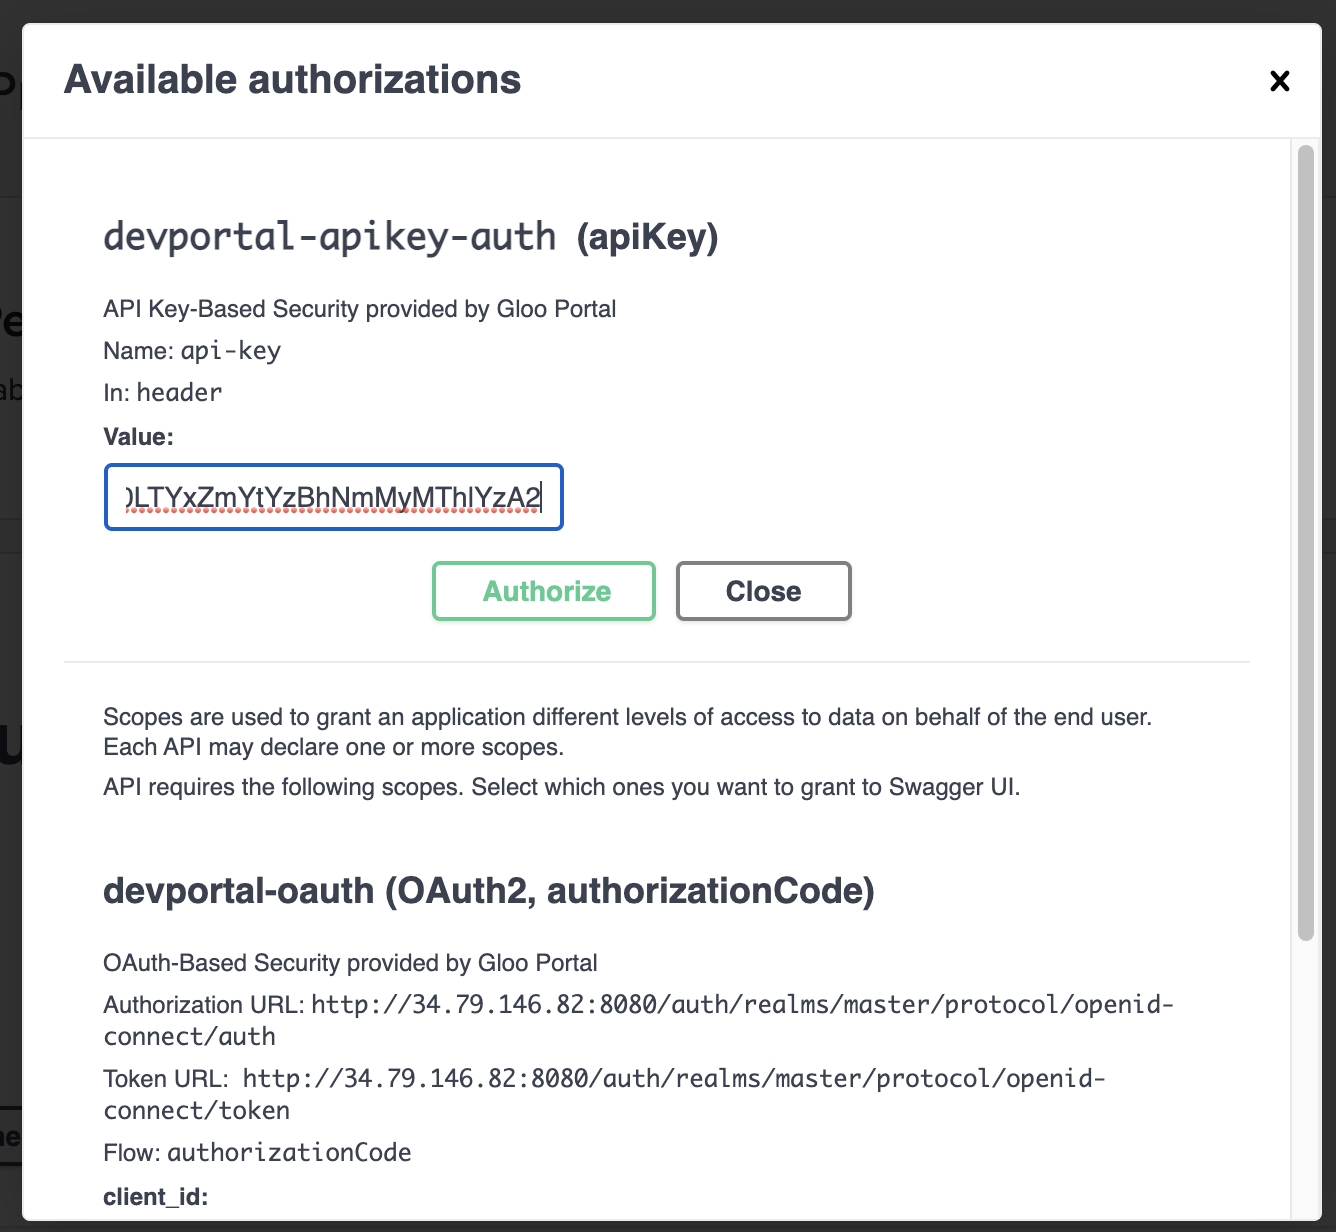 Available authorizations
devportal-apikey-auth (apiKey)
API Key-Based Security provided by Gloo Portal
Name: api-key
In: header
Value:
LTYxZmYtYzBhNmMyMThlYzA2
Authorize
Close
Scopes are used to grant an application different levels of access to data on behalf of the end user.
Each API may declare one or more scopes.
API requires the following scopes. Select which ones you want to grant to Swagger UI.
devportal-oauth (OAuth2, authorizationCode)
OAuth-Based Security provided by Gloo Portal
Authorization URL: http://34.79.146.82:8080/auth/realms/master/protocol/openid-
connect/auth
Token URL: http://34.79.146.82:8080/auth/realms/master/protocol/openid-
connect/token
Flow: authorizationCode
client_id: